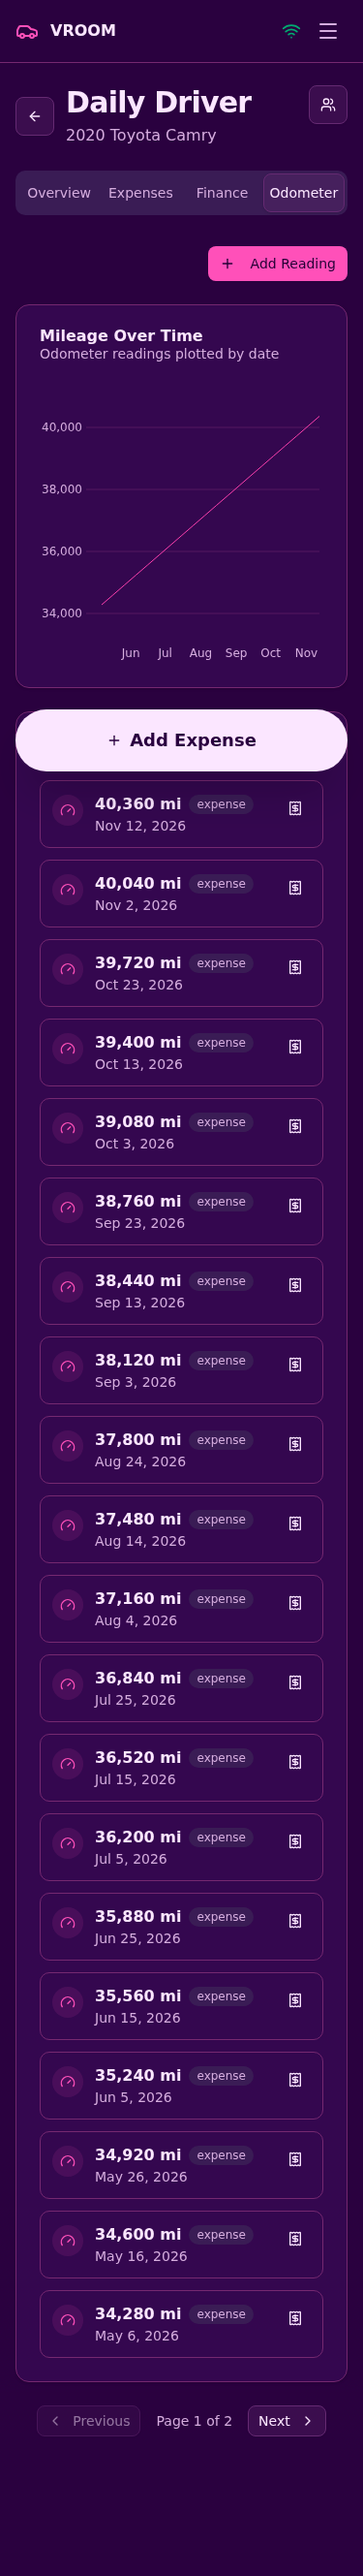 VROOM
Daily Driver
2020 Toyota Camry
Overview Expenses Finance Odometer
+ Add Reading
Mileage Over Time
Odometer readings plotted by date
40,000
38,000
36,000
34,000
Jun Jul Aug Sep Oct Nov
+ Add Expense
40,360 mi expense
Nov 12, 2026
40,040 mi expense
Nov 2, 2026
39,720 mi expense
Oct 23, 2026
39,400 mi expense
Oct 13, 2026
39,080 mi expense
Oct 3, 2026
38,760 mi expense
Sep 23, 2026
38,440 mi expense
Sep 13, 2026
38,120 mi expense
Sep 3, 2026
37,800 mi expense
Aug 24, 2026
37,480 mi expense
Aug 14, 2026
37,160 mi expense
Aug 4, 2026
36,840 mi expense
Jul 25, 2026
36,520 mi expense
Jul 15, 2026
36,200 mi expense
Jul 5, 2026
35,880 mi expense
Jun 25, 2026
35,560 mi expense
Jun 15, 2026
35,240 mi expense
Jun 5, 2026
34,920 mi expense
May 26, 2026
34,600 mi expense
May 16, 2026
34,280 mi expense
May 6, 2026
Previous Page 1 of 2 Next